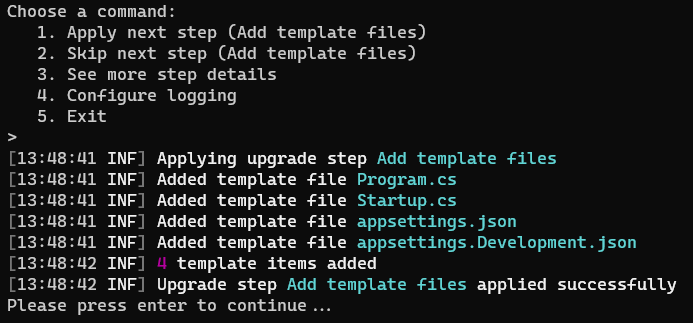 Choose a command:
   1. Apply next step (Add template files)
   2. Skip next step (Add template files)
   3. See more step details
   4. Configure logging
   5. Exit
>
[13:48:41 INF] Applying upgrade step Add template files
[13:48:41 INF] Added template file Program.cs
[13:48:41 INF] Added template file Startup.cs
[13:48:41 INF] Added template file appsettings.json
[13:48:41 INF] Added template file appsettings.Development.json
[13:48:42 INF] 4 template items added
[13:48:42 INF] Upgrade step Add template files applied successfully
Please press enter to continue...